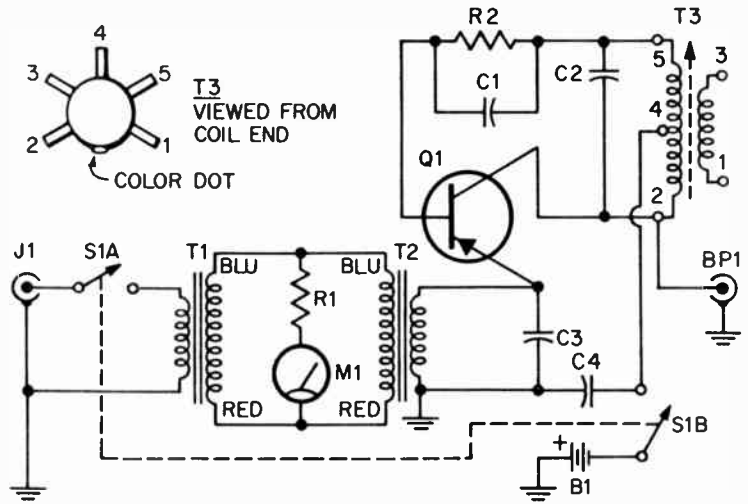 4
3
5
2
1
T3
VIEWED FROM
COIL END
COLOR DOT
R2
C1
C2
T3
5
4
2
3
1
Q1
J1
S1A
T1
BLU
BLU
T2
R1
M1
RED
RED
C3
C4
BP1
S1B
+
B1